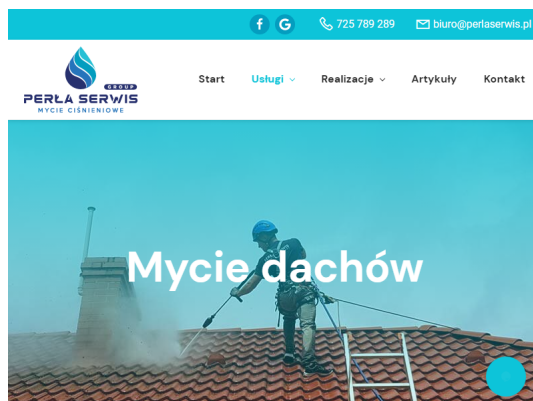 725 789 289 biuro@perlaserwis.pl
GROUP
PERŁA SERWIS
MYCIE CIŚNIENIOWE
Start Usługi Realizacje Artykuły Kontakt
Mycie dachów